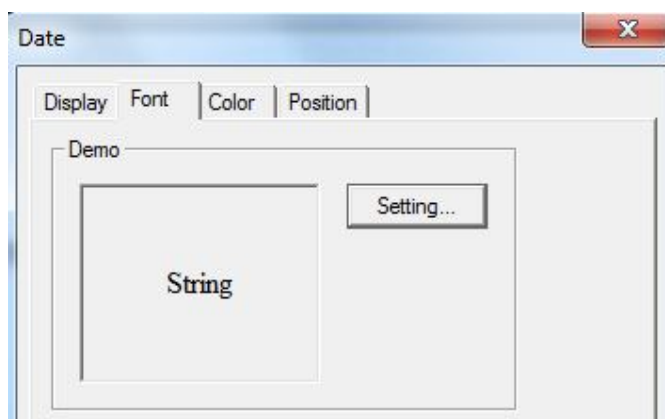 Date
Display Font Color Position
Demo
Setting...
String